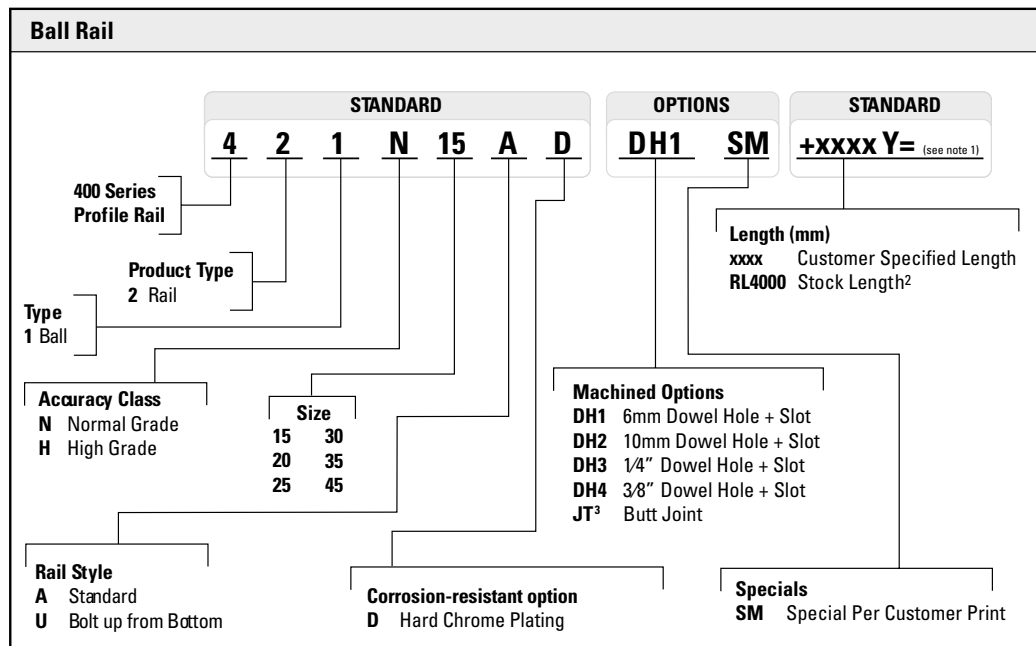 Ball Rail
STANDARD OPTIONS STANDARD
4 2 1 N 15 A D DH1 SM +xxxx Y= (see note 1)
400 Series
Profile Rail
Product Type
2 Rail
Type
1 Ball
Length (mm)
xxxx Customer Specified Length
RL4000 Stock Length²
Accuracy Class
N Normal Grade
H High Grade
Size
15 30
20 35
25 45
Machined Options
DH1 6mm Dowel Hole + Slot
DH2 10mm Dowel Hole + Slot
DH3 1⁄4” Dowel Hole + Slot
DH4 3⁄8” Dowel Hole + Slot
JT³ Butt Joint
Rail Style
A Standard
U Bolt up from Bottom
Corrosion-resistant option
D Hard Chrome Plating
Specials
SM Special Per Customer Print